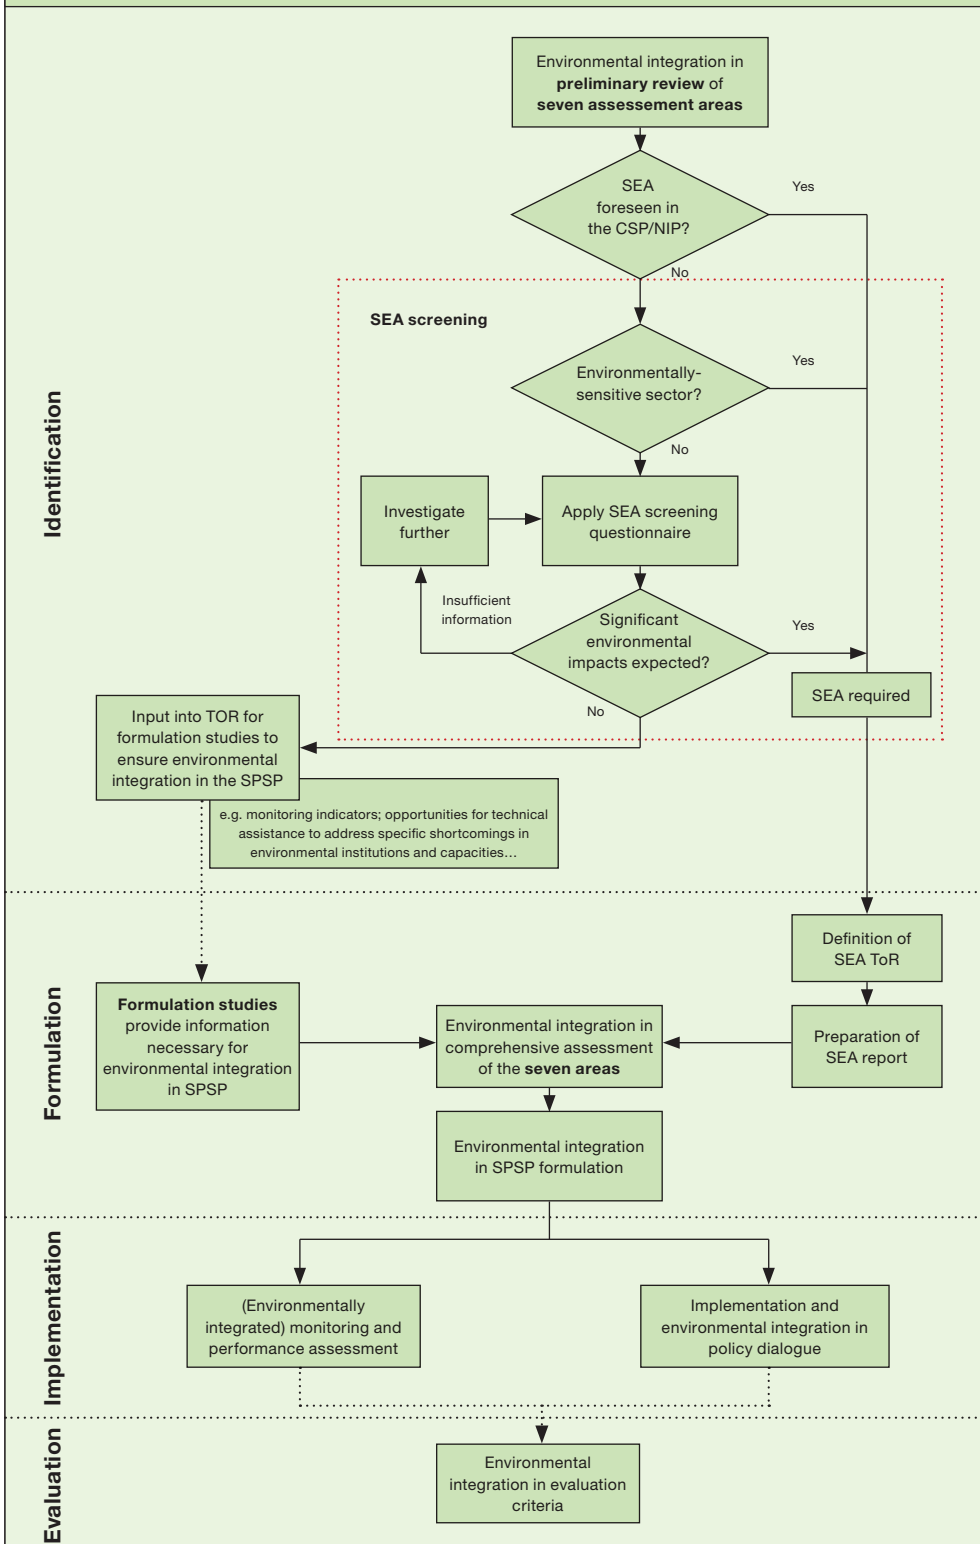 Environmental integration in
preliminary review of
seven assessement areas
SEA
foreseen in
the CSP/NIP?
Yes
No
SEA screening
Environmentally-
sensitive sector?
Yes
No
Identification
Investigate
further
Apply SEA screening
questionnaire
Insufficient
information
Significant
environmental
impacts expected?
Yes
No
SEA required
Input into TOR for
formulation studies to
ensure environmental
integration in the SPSP
e.g. monitoring indicators; opportunities for technical
assistance to address specific shortcomings in
environmental institutions and capacities…
Formulation
Definition of
SEA ToR
Formulation studies
provide information
necessary for
environmental integration
in SPSP
Environmental integration in
comprehensive assessment
of the seven areas
Preparation of
SEA report
Environmental integration
in SPSP formulation
Implementation
(Environmentally
integrated) monitoring and
performance assessment
Implementation and
environmental integration in
policy dialogue
Evaluation
Environmental
integration in evaluation
criteria